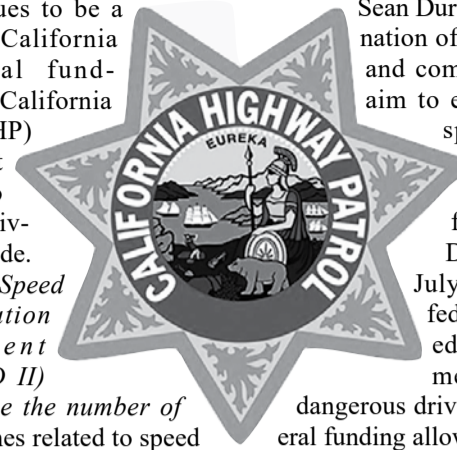 ues to be a
California
al fund-
California
HP)
t
iv-
de.
Speed
ation
ent
II)
e the number of
nes related to speed
CALIFORNIA HIGHWAY PATROL
EUREKA
Sean Dur
nation of
and com
aim to e
sp
f
D
July
fed
ed
mo
dangerous driv
eral funding allow